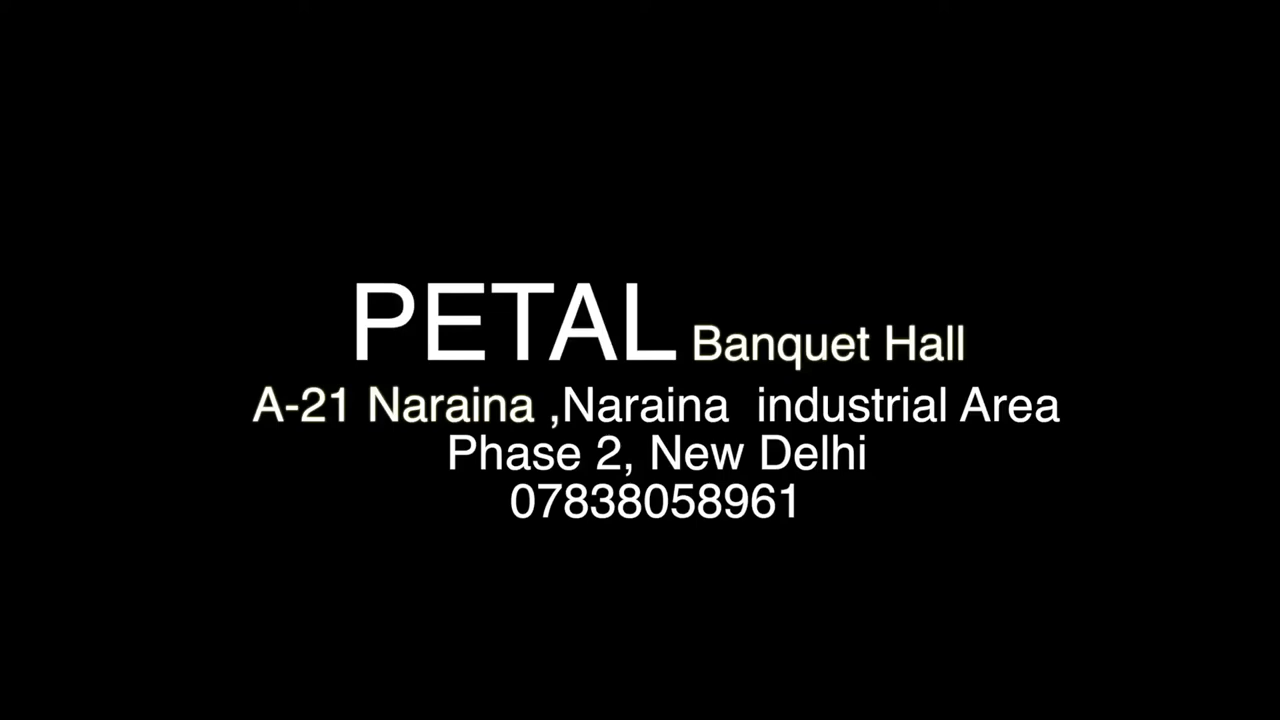 PETAL Banquet Hall
A-21 Naraina ,Naraina  industrial Area
Phase 2, New Delhi
07838058961